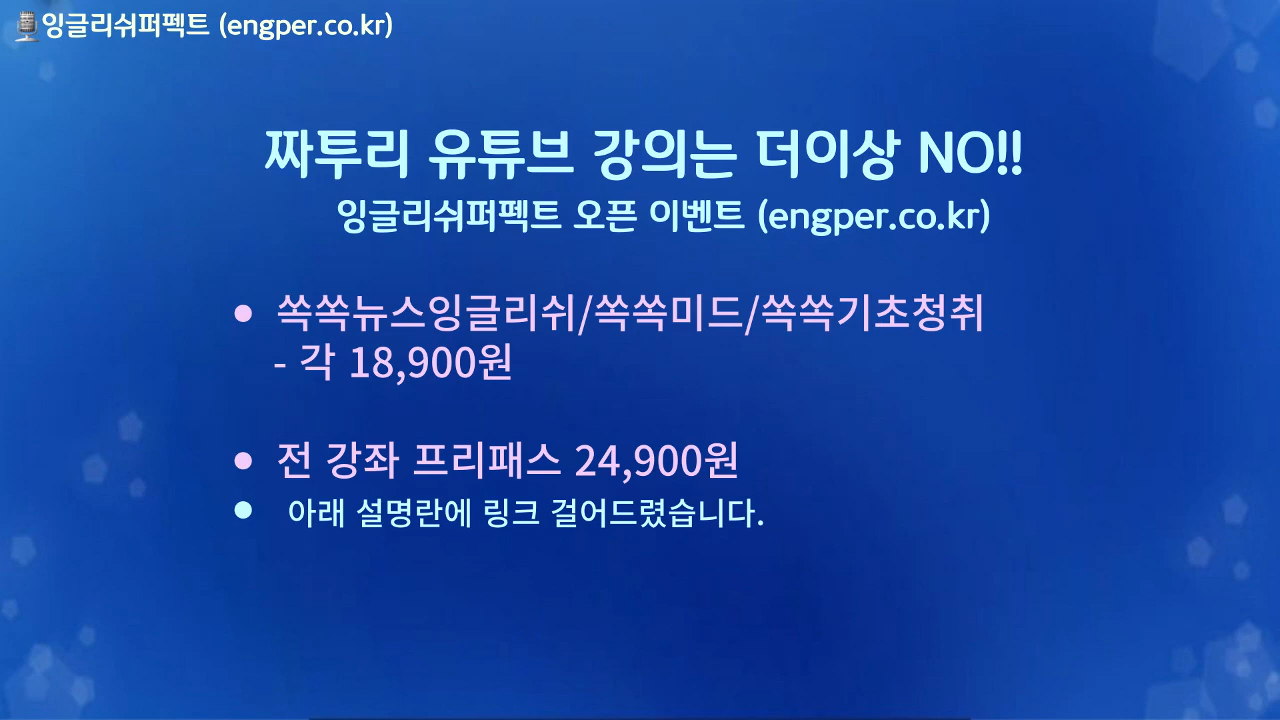 잉글리쉬퍼펙트 (engper.co.kr)
짜투리 유튜브 강의는 더이상 NO!!
잉글리쉬퍼펙트 오픈 이벤트 (engper.co.kr)
● 쏙쏙뉴스잉글리쉬/쏙쏙미드/쏙쏙기초청취
- 각 18,900원
● 전 강좌 프리패스 24,900원
● 아래 설명란에 링크 걸어드렸습니다.